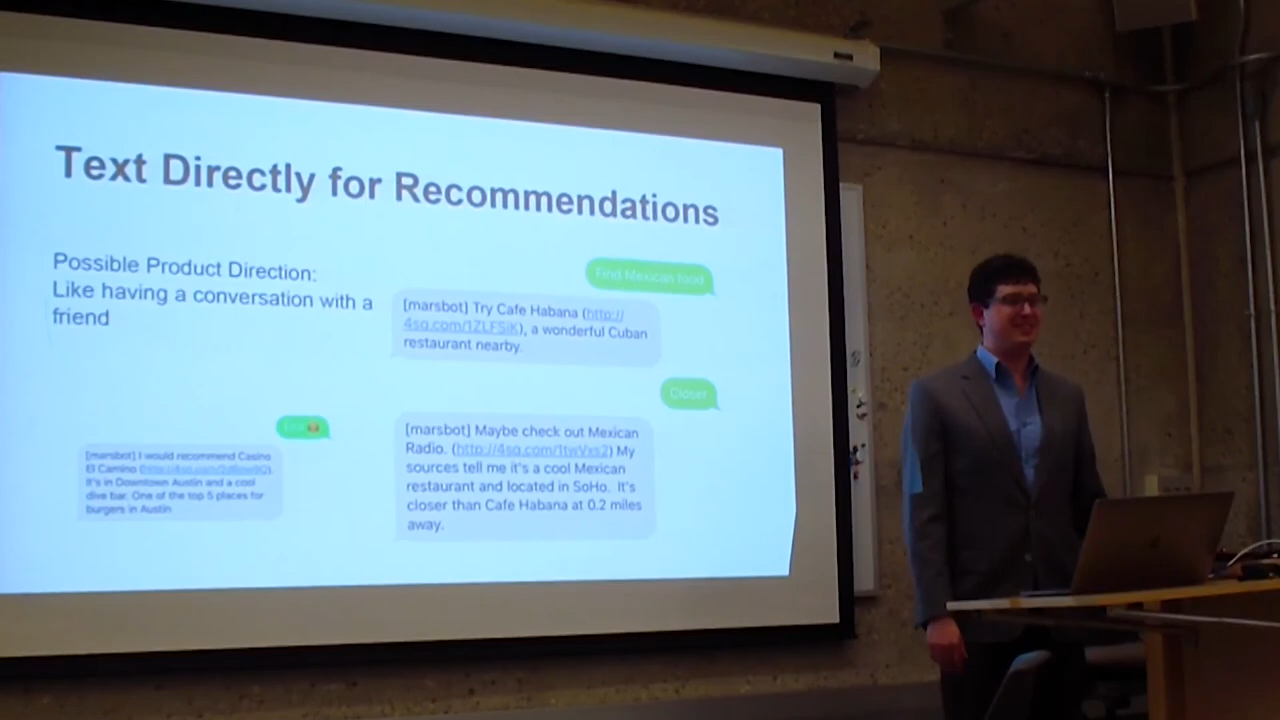 Text Directly for Recommendations
Possible Product Direction:
Like having a conversation with a
friend
Find Mexican food
[marsbot] Try Cafe Habana (http://
4sq.com/1ZLFSiK), a wonderful Cuban
restaurant nearby.
Closer
[marsbot] Maybe check out Mexican
Radio. (http://4sq.com/1twVxs2) My
sources tell me it's a cool Mexican
restaurant and located in SoHo. It's
closer than Cafe Habana at 0.2 miles
away.
[marsbot] I would recommend Casino
El Camino
It's in Downtown Austin and a cool
dive bar. One of the top 5 places for
burgers in Austin